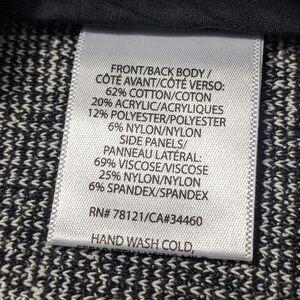 FRONT/BACK BODY /
CÔTÉ AVANT/CÔTÉ VERSO:
62% COTTON/COTON
20% ACRYLIC/ACRYLIQUES
12% POLYESTER/POLYESTER
6% NYLON/NYLON
SIDE PANELS/
PANNEAU LATÉRAL:
69% VISCOSE/VISCOSE
25% NYLON/NYLON
6% SPANDEX/SPANDEX
RN# 78121/CA#34460
HAND WASH COLD,